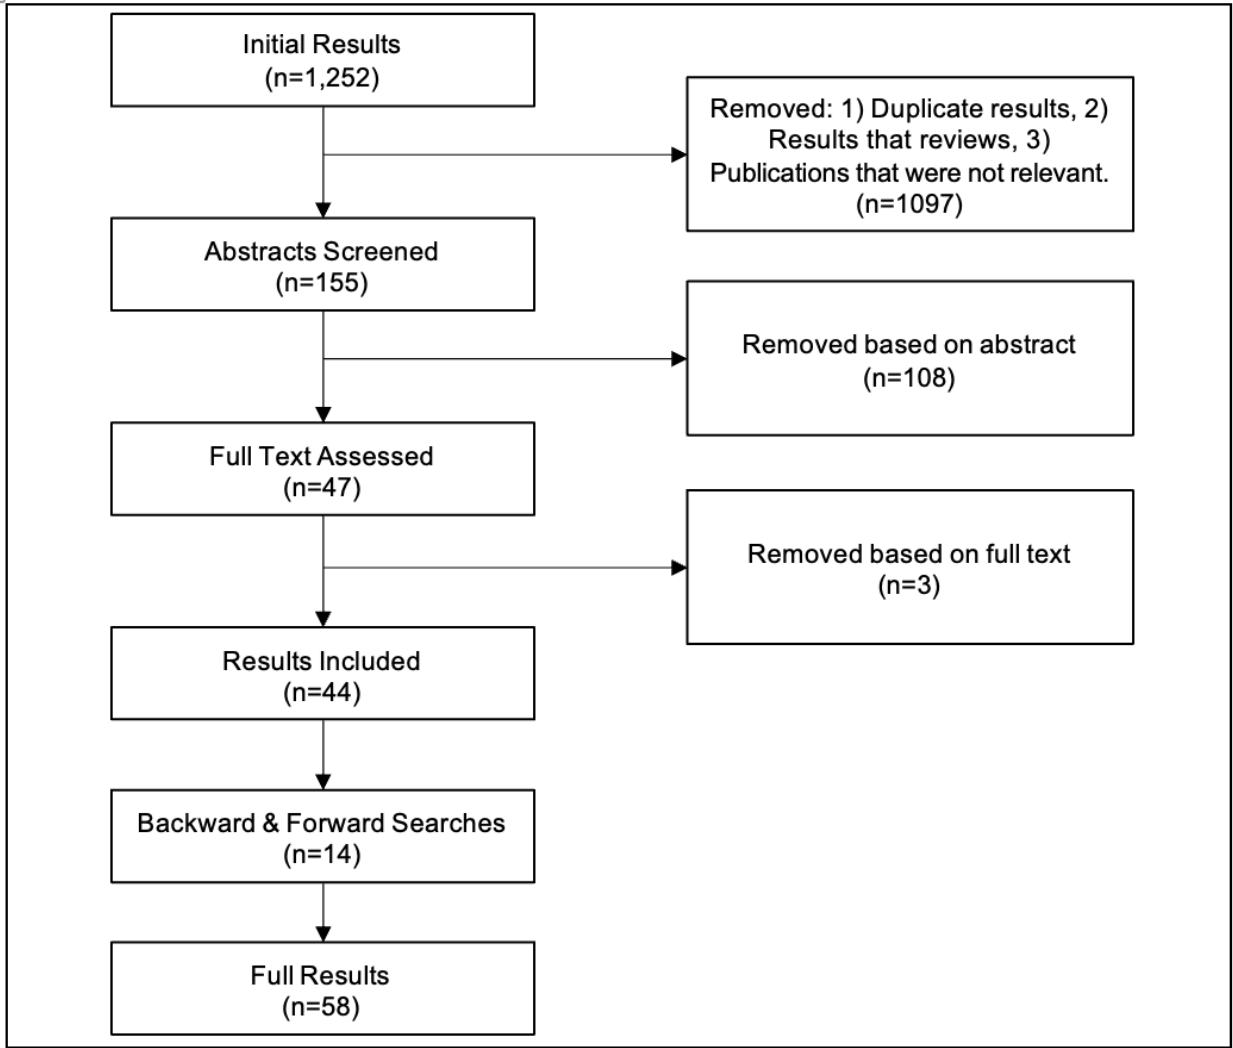 Initial Results
(n=1,252)
Removed: 1) Duplicate results, 2)
Results that reviews, 3)
Publications that were not relevant.
(n=1097)
Abstracts Screened
(n=155)
Removed based on abstract
(n=108)
Full Text Assessed
(n=47)
Removed based on full text
(n=3)
Results Included
(n=44)
Backward & Forward Searches
(n=14)
Full Results
(n=58)